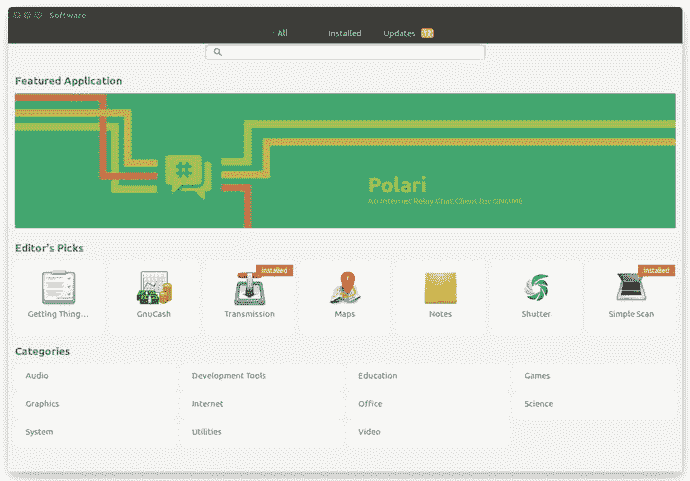 Software
All Installed Updates 12
Featured Application
#
Polari
An Internet Relay Chat Client for GNOME
Editor's Picks
Installed Installed
Getting Thing... GnuCash Transmission Maps Notes Shutter Simple Scan
Categories
Audio Development Tools Education Games
Graphics Internet Office Science
System Utilities Video